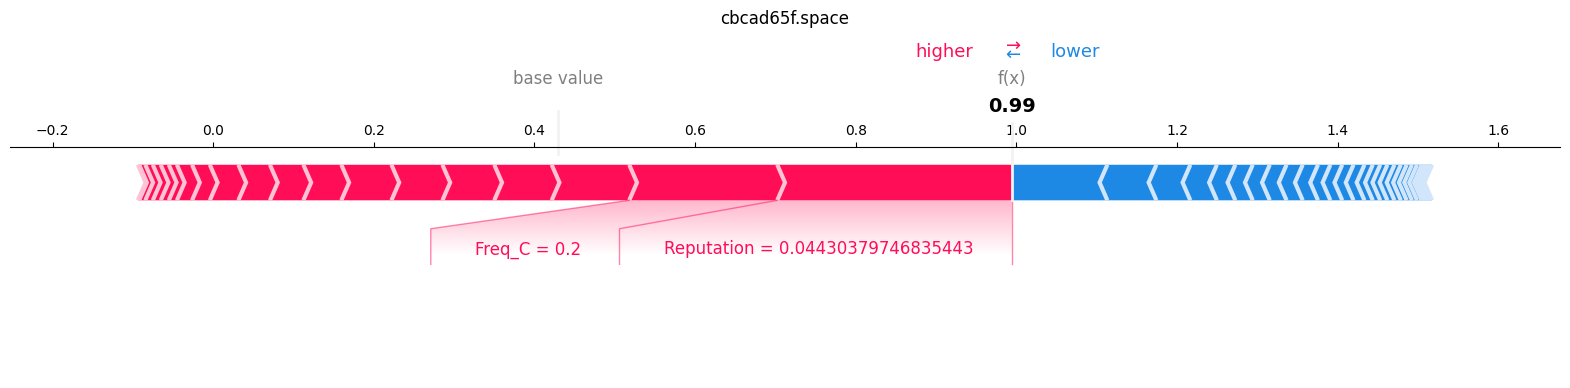 cbcad65f.space
higher → ← lower
base value f(x)
0.99
−0.2 0.0 0.2 0.4 0.6 0.8 1.0 1.2 1.4 1.6
Freq_C = 0.2 Reputation = 0.04430379746835443